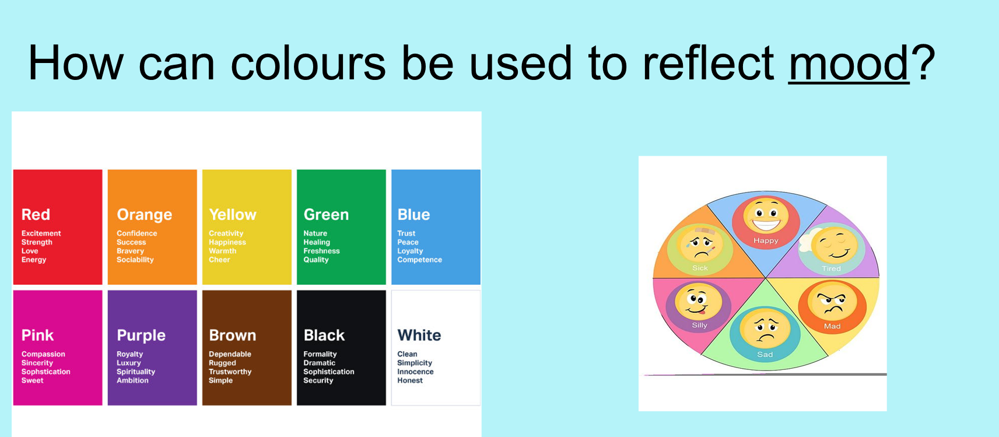 How can colours be used to reflect mood?
Red
Excitement
Strength
Love
Energy
Orange
Confidence
Success
Bravery
Sociability
Yellow
Creativity
Happiness
Warmth
Cheer
Green
Nature
Healing
Freshness
Quality
Blue
Trust
Peace
Loyalty
Competence
Pink
Compassion
Sincerity
Sophstication
Sweet
Purple
Royalty
Luxury
Spirituality
Ambition
Brown
Dependable
Rugged
Trustworthy
Simple
Black
Formality
Dramatic
Sophistication
Security
White
Clean
Simplicity
Innocence
Honest
Happy
Sick
Tired
Silly
Mad
Sad